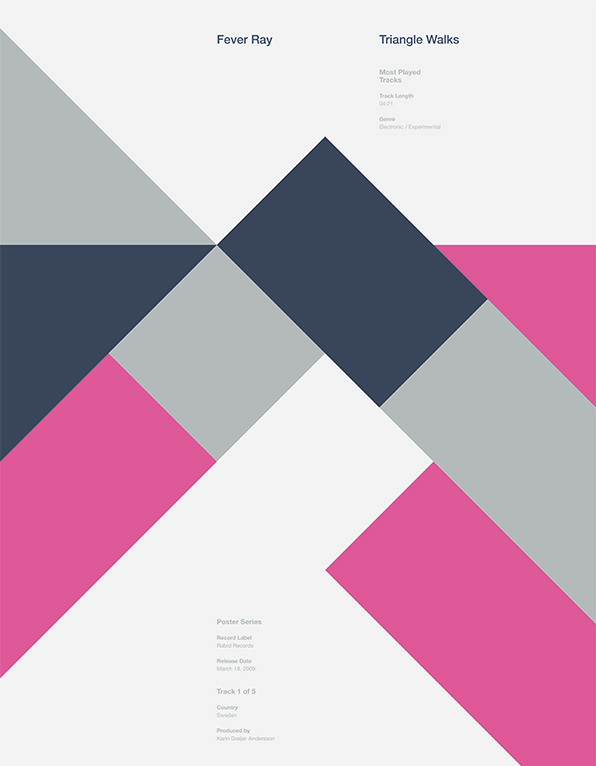 Fever Ray
Triangle Walks
Most Played
Tracks
Track Length
04:21
Genre
Electronic / Experimental
Poster Series
Record Label
Rabid Records
Release Date
March 18, 2009
Track 1 of 5
Country
Sweden
Produced by
Karin Dreijer Andersson